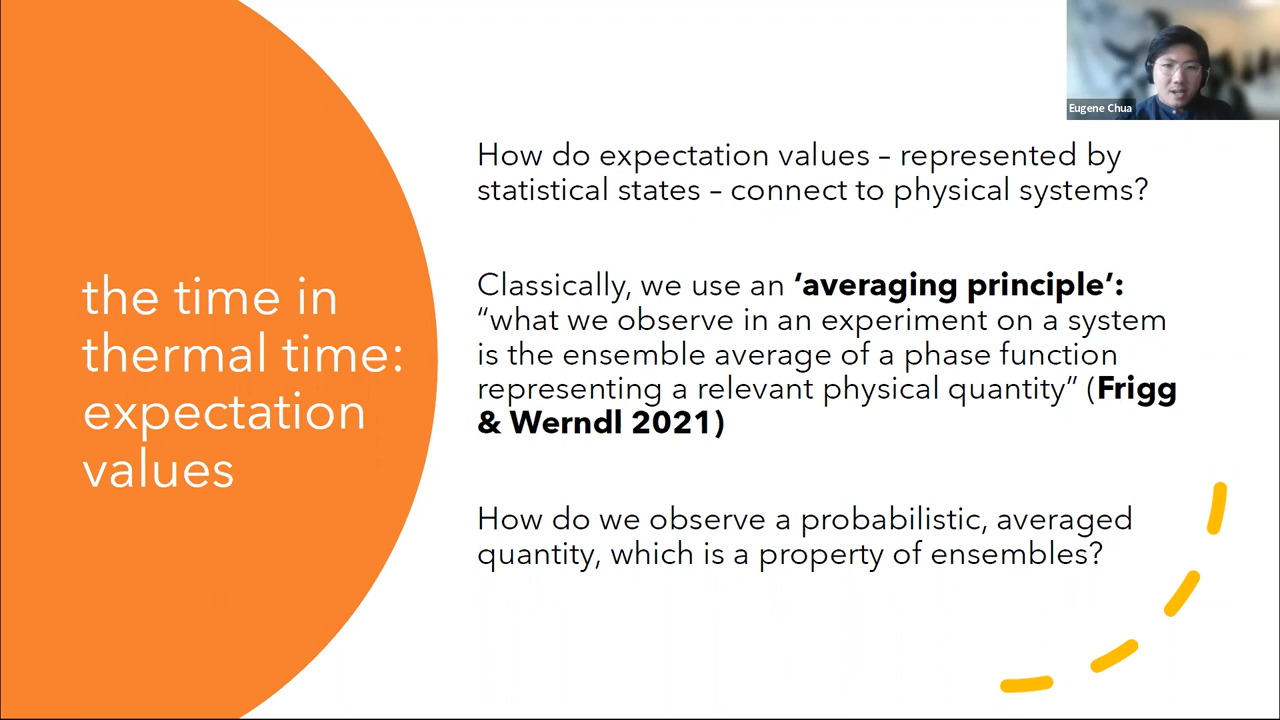 Eugene Chua
the time in
thermal time:
expectation
values
How do expectation values – represented by
statistical states – connect to physical systems?
Classically, we use an ‘averaging principle’:
“what we observe in an experiment on a system
is the ensemble average of a phase function
representing a relevant physical quantity” (Frigg
& Werndl 2021)
How do we observe a probabilistic, averaged
quantity, which is a property of ensembles?